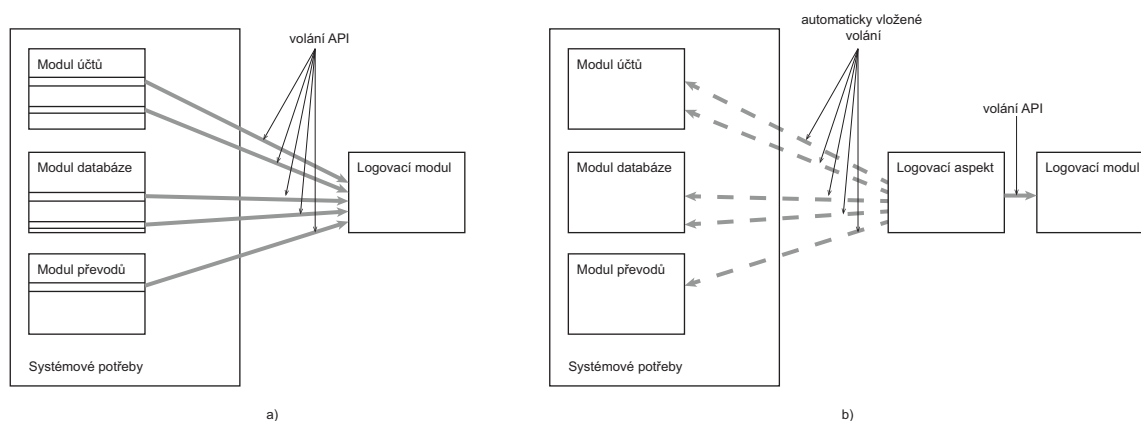 volání API
Modul účtů
Modul databáze
Logovací modul
Modul převodů
Systémové potřeby
a)
automaticky vložené
volání
Modul účtů
volání API
Modul databáze
Logovací aspekt
Logovací modul
Modul převodů
Systémové potřeby
b)